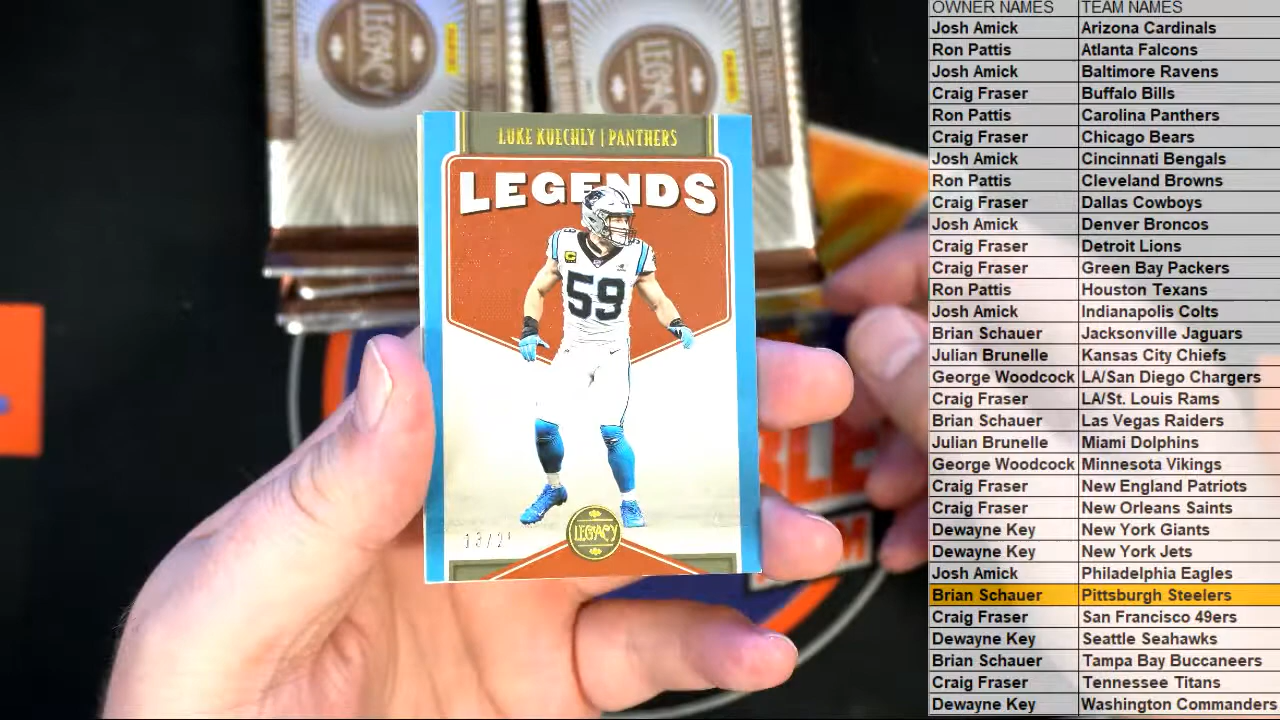 LEGACY
PANINI
LEGACY
PANINI
LUKE KUECHLY | PANTHERS
LEGENDS
59
LEGACY
OWNER NAMES TEAM NAMES
Josh Amick Arizona Cardinals
Ron Pattis Atlanta Falcons
Josh Amick Baltimore Ravens
Craig Fraser Buffalo Bills
Ron Pattis Carolina Panthers
Craig Fraser Chicago Bears
Josh Amick Cincinnati Bengals
Ron Pattis Cleveland Browns
Craig Fraser Dallas Cowboys
Josh Amick Denver Broncos
Craig Fraser Detroit Lions
Craig Fraser Green Bay Packers
Ron Pattis Houston Texans
Josh Amick Indianapolis Colts
Brian Schauer Jacksonville Jaguars
Julian Brunelle Kansas City Chiefs
George Woodcock LA/San Diego Chargers
Craig Fraser LA/St. Louis Rams
Brian Schauer Las Vegas Raiders
Julian Brunelle Miami Dolphins
George Woodcock Minnesota Vikings
Craig Fraser New England Patriots
Craig Fraser New Orleans Saints
Dewayne Key New York Giants
Dewayne Key New York Jets
Josh Amick Philadelphia Eagles
Brian Schauer Pittsburgh Steelers
Craig Fraser San Francisco 49ers
Dewayne Key Seattle Seahawks
Brian Schauer Tampa Bay Buccaneers
Craig Fraser Tennessee Titans
Dewayne Key Washington Commanders